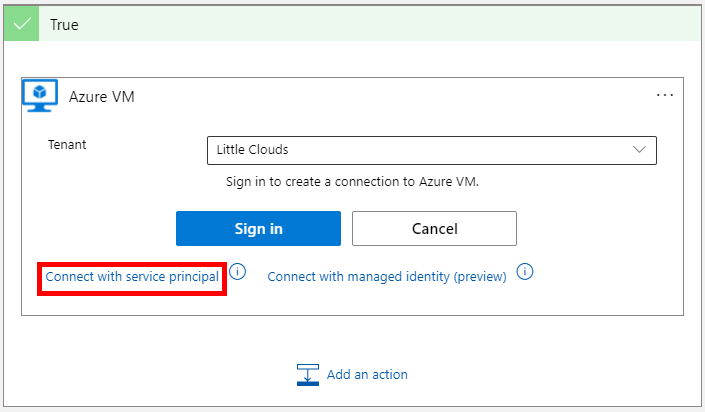 True
Azure VM
Tenant
Little Clouds
Sign in to create a connection to Azure VM.
Sign in
Cancel
Connect with service principal
Connect with managed identity (preview)
Add an action